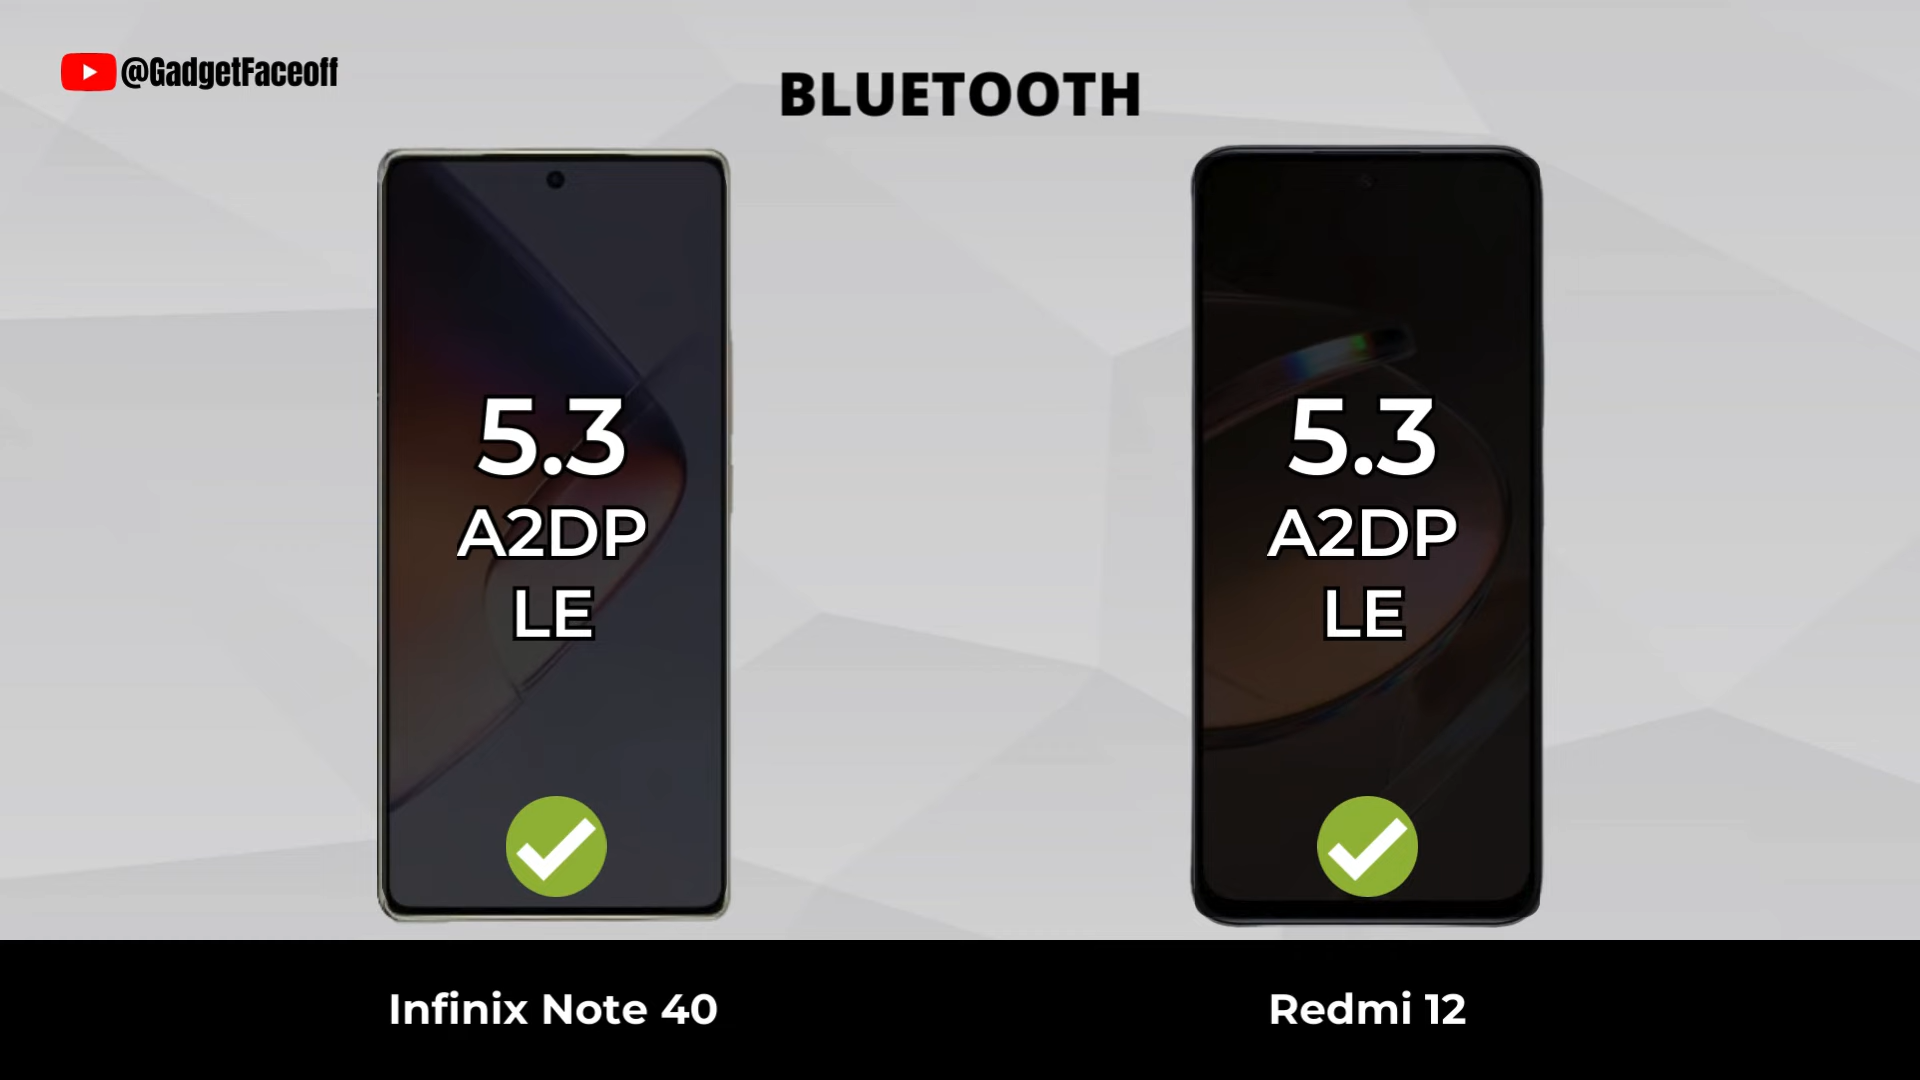 @GadgetFaceoff
BLUETOOTH
5.3
A2DP
LE
5.3
A2DP
LE
Infinix Note 40
Redmi 12